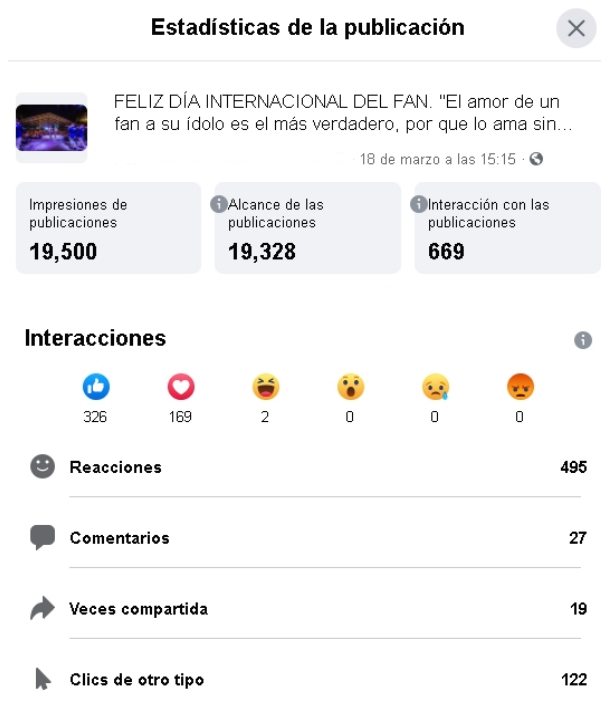 Estadísticas de la publicación
FELIZ DÍA INTERNACIONAL DEL FAN. "El amor de un
fan a su ídolo es el más verdadero, por que lo ama sin...
18 de marzo a las 15:15 ·
Impresiones de
publicaciones
19,500
Alcance de las
publicaciones
19,328
Interacción con las
publicaciones
669
Interacciones
326 169 2 0 0 0
Reacciones 495
Comentarios 27
Veces compartida 19
Clics de otro tipo 122